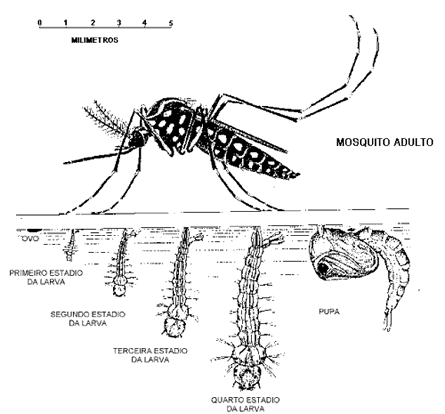 0 1 2 3 4 5
MILIMETROS
MOSQUITO ADULTO
OVO
PRIMEIRO ESTADIO
DA LARVA
SEGUNDO ESTADIO
DA LARVA
TERCEIRA ESTADIO
DA LARVA
QUARTO ESTADIO
DA LARVA
PUPA